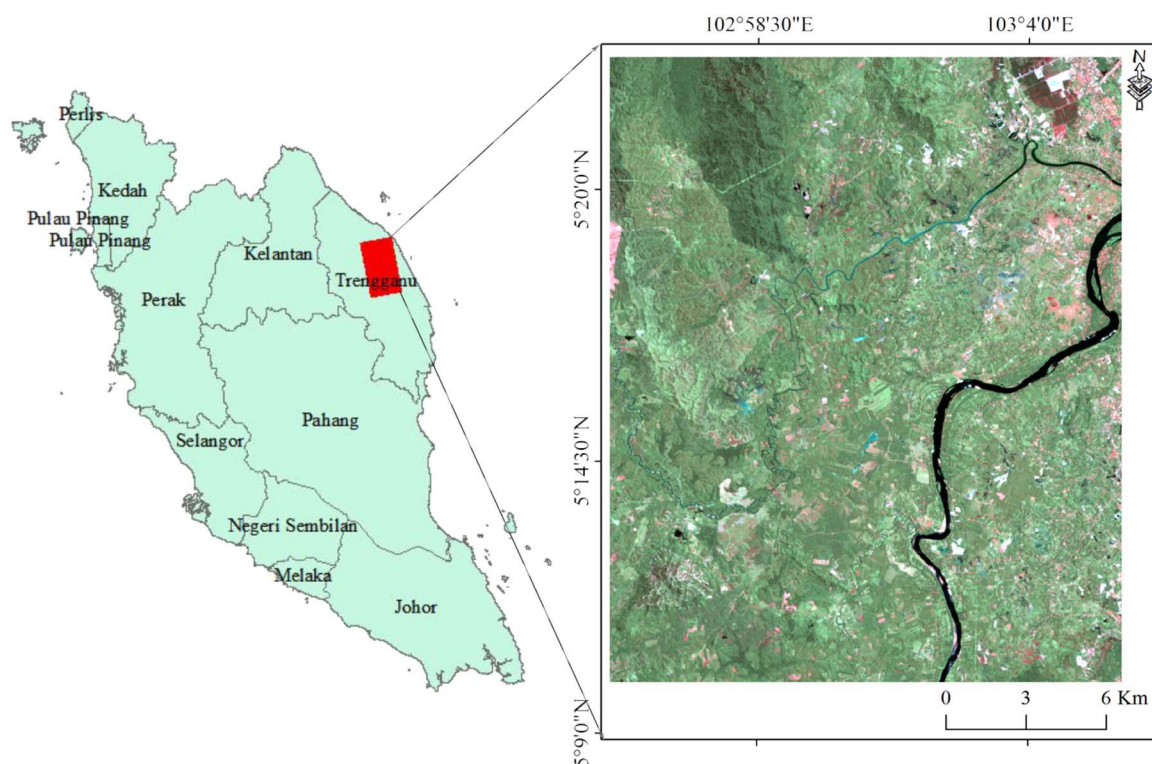 102°58'30"E
103°4'0"E
N
Perlis
Kedah
Pulau Pinang
Pulau Pinang
Kelantan
Trengganu
Perak
Pahang
Selangor
Negeri Sembilan
Melaka
Johor
5°20'0"N
5°14'30"N
5°9'0"N
0 3 6 Km